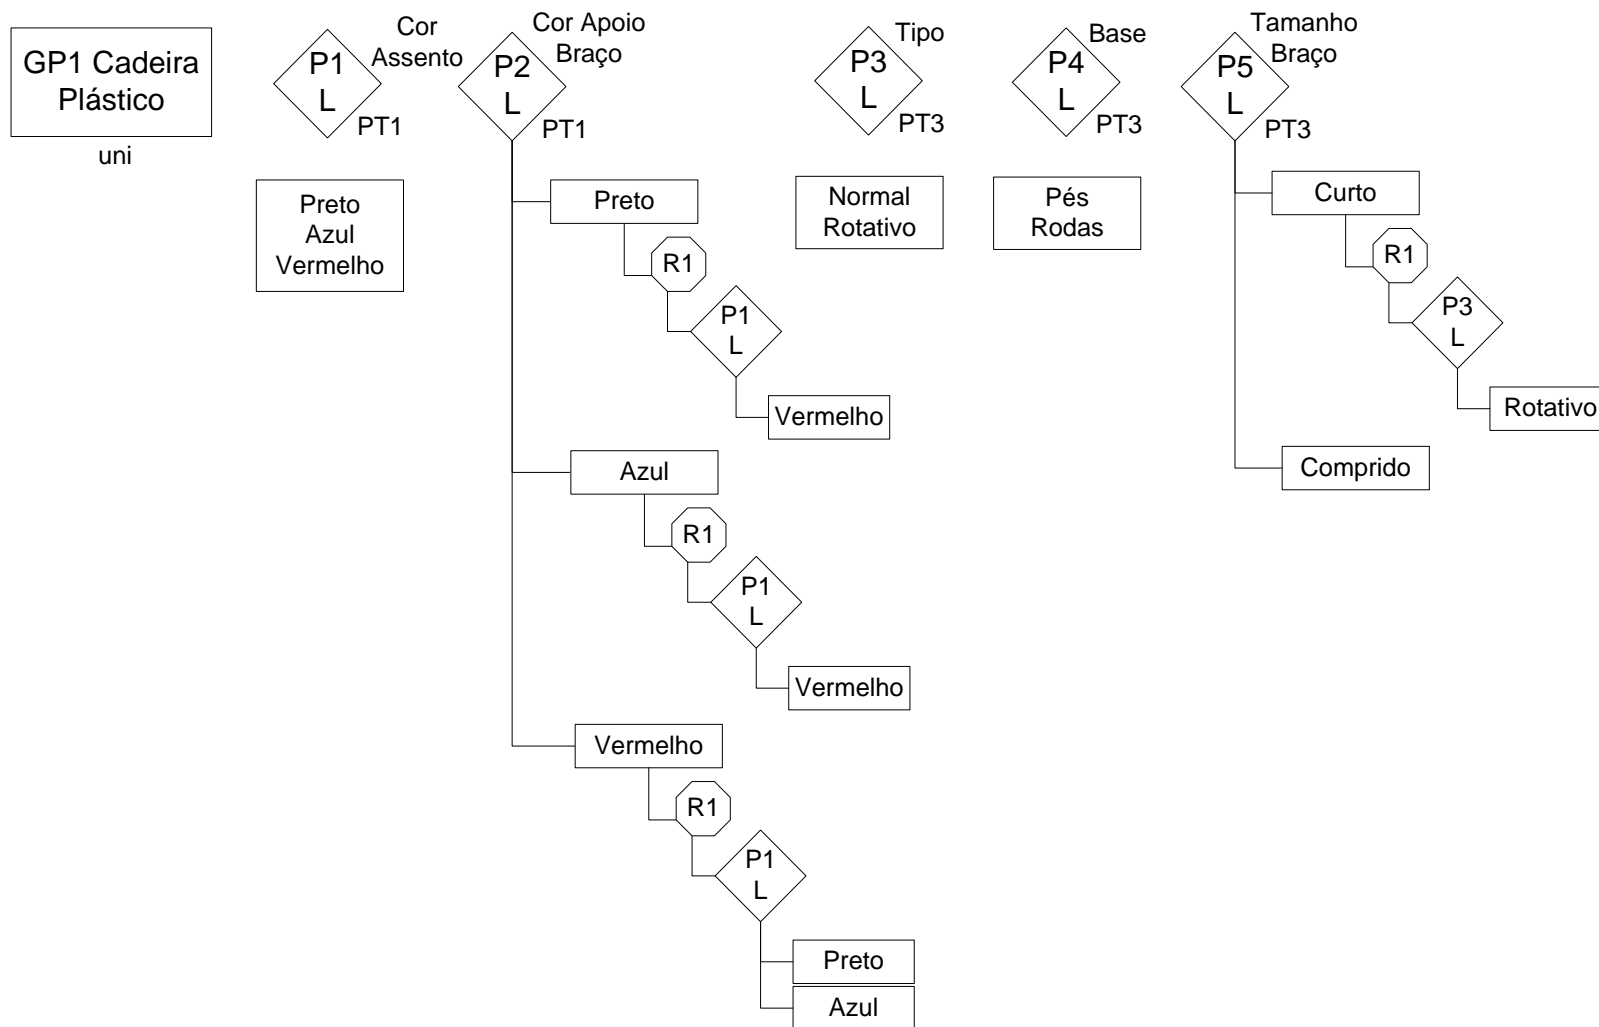 GP1 Cadeira
Plástico
uni
P1
L
Cor
Assento
PT1
Preto
Azul
Vermelho
P2
L
Cor Apoio
Braço
PT1
Preto
R1
P1
L
Vermelho
Azul
R1
P1
L
Vermelho
Vermelho
R1
P1
L
Preto
Azul
P3
L
Tipo
PT3
Normal
Rotativo
P4
L
Base
PT3
Pés
Rodas
P5
L
Tamanho
Braço
PT3
Curto
R1
P3
L
Rotativo
Comprido